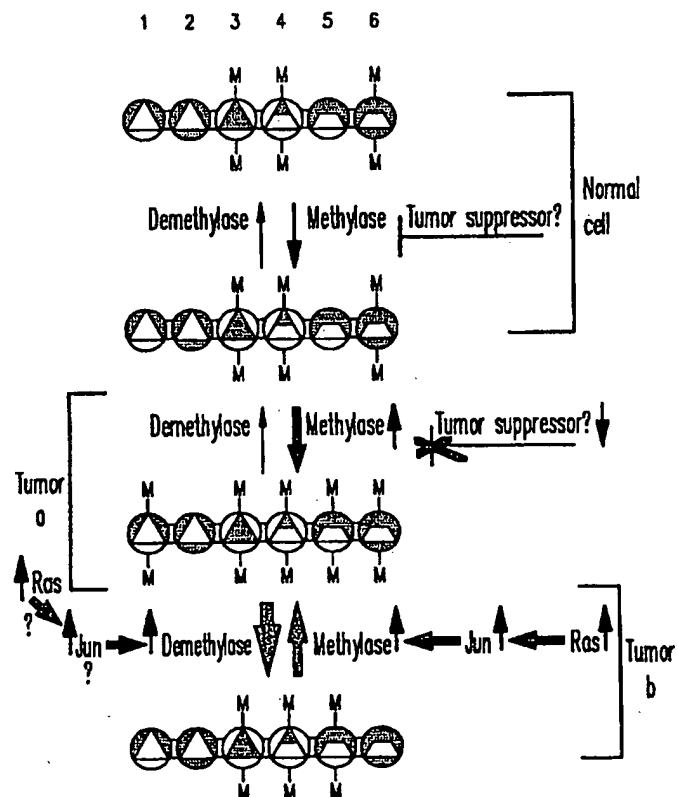 1 2 3 4 5 6
M M M
M M M
Demethylase Methylase Tumor suppressor?
Normal
cell
M M M
M M M
Demethylase Methylase Tumor suppressor?
Tumor
a
M M M M M
M M M M M
Ras
?
Jun
?
Demethylase Methylase Jun Ras
Tumor
b
M M M
M M M